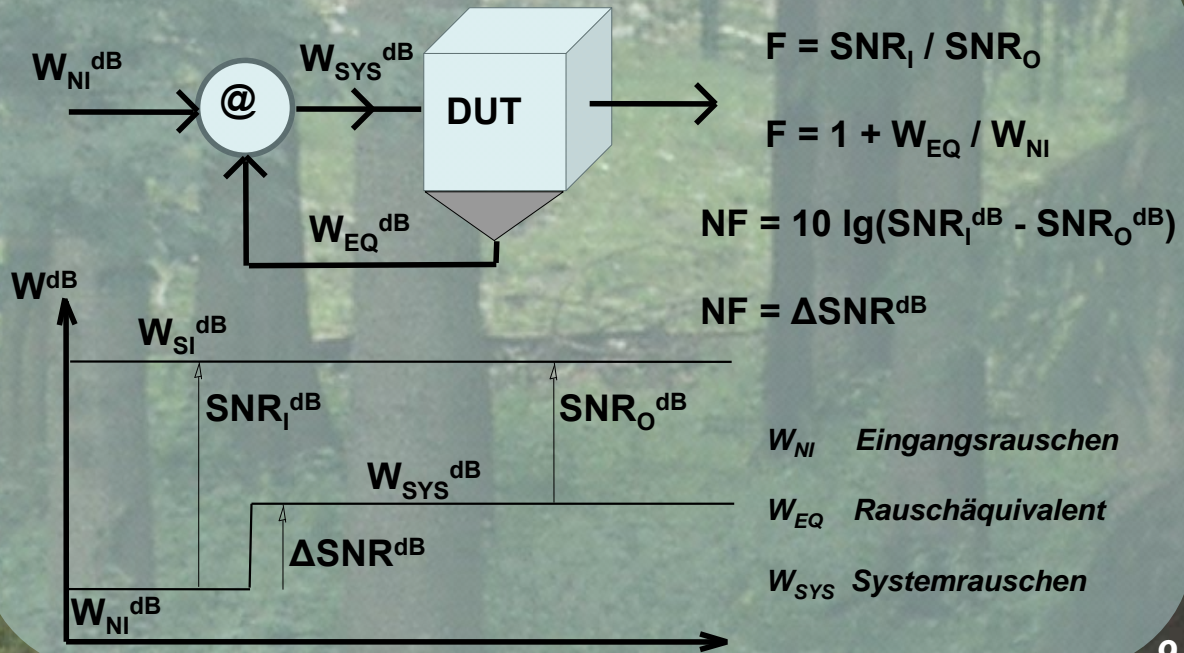 W_NI^dB
@
W_SYS^dB
DUT
W_EQ^dB
F = SNR_I / SNR_O
F = 1 + W_EQ / W_NI
NF = 10 lg(SNR_I^dB - SNR_O^dB)
NF = ΔSNR^dB
W^dB
W_SI^dB
SNR_I^dB
SNR_O^dB
W_SYS^dB
ΔSNR^dB
W_NI^dB
W_NI Eingangsrauschen
W_EQ Rauschäquivalent
W_SYS Systemrauschen